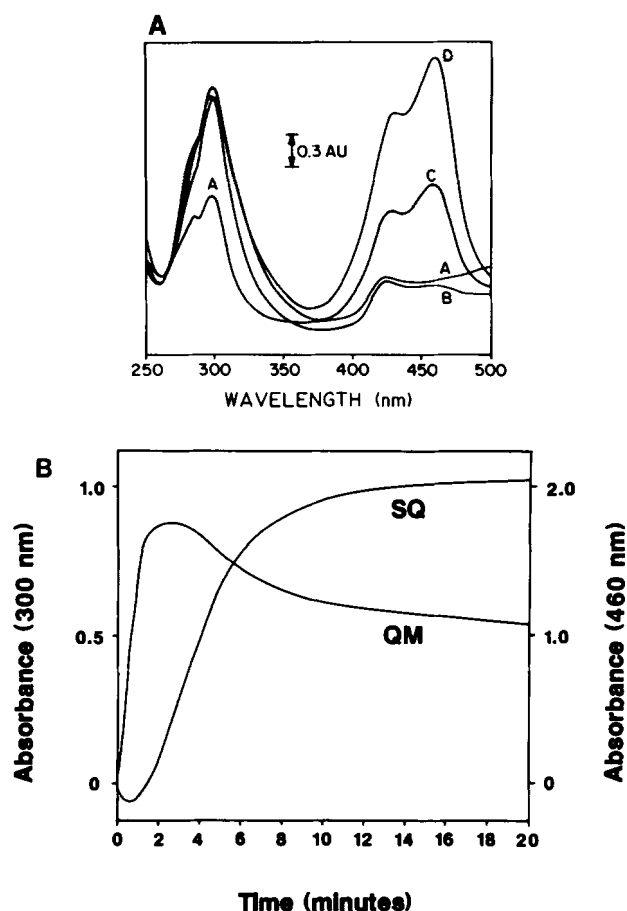 A
D
0.3 AU
A
C
A
B
250 300 350 400 450 500
WAVELENGTH (nm)
B
1.0 2.0
SQ
0.5 1.0
QM
0 0
Absorbance (300 nm)
Absorbance (460 nm)
0 2 4 6 8 10 12 14 16 18 20
Time (minutes)